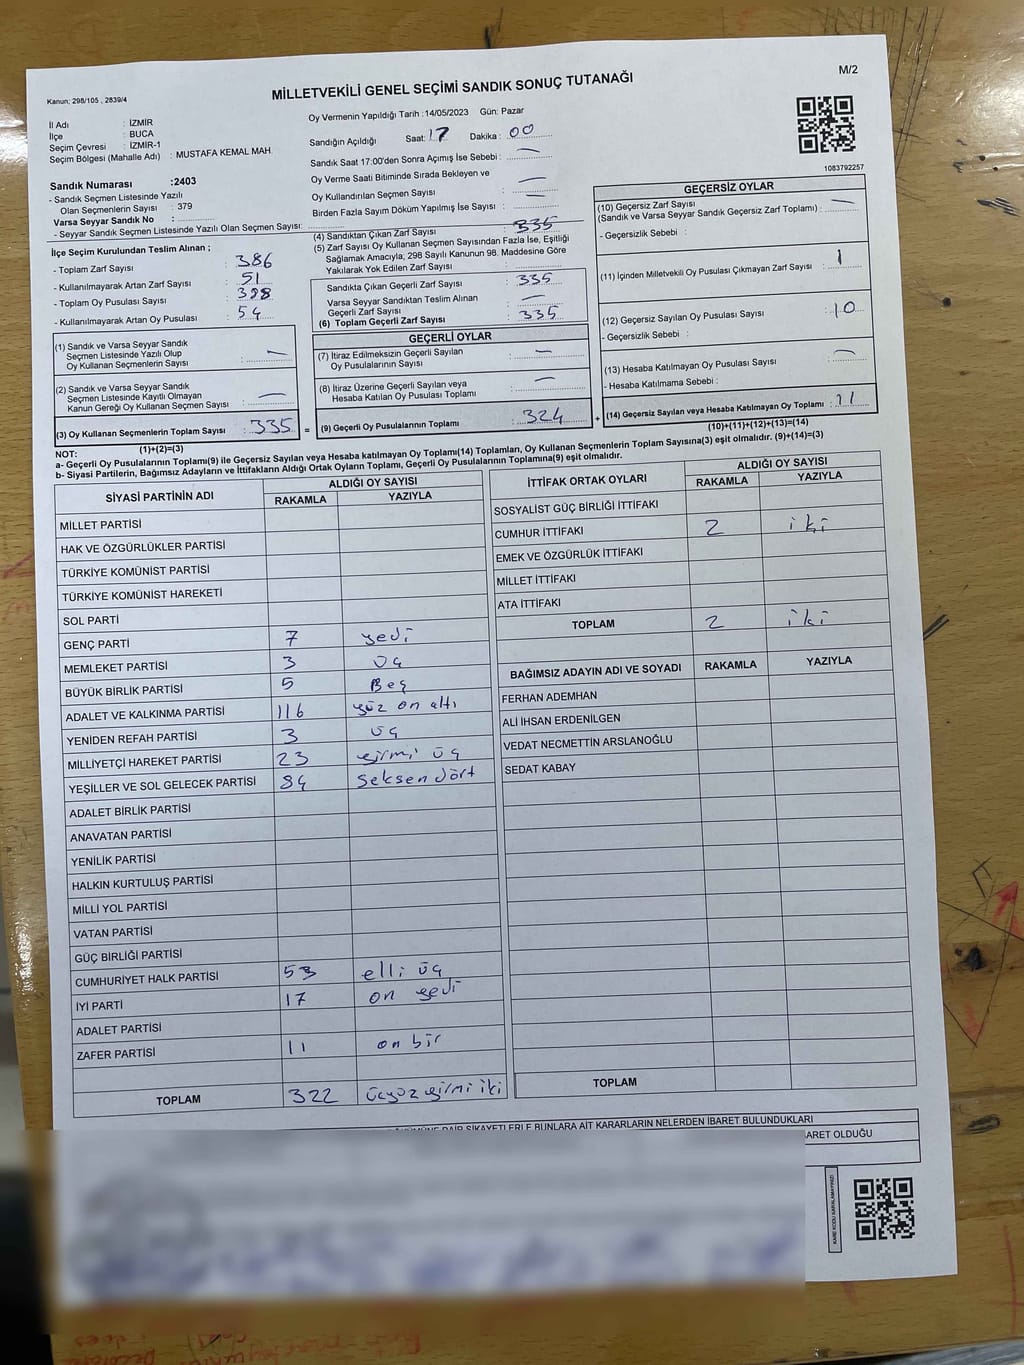 M/2
Kanun; 298/105 , 2839/4
MİLLETVEKİLİ GENEL SEÇİMİ SANDIK SONUÇ TUTANAĞI
İl Adı : İZMİR
İlçe : BUCA
Seçim Çevresi : İZMİR-1
Seçim Bölgesi (Mahalle Adı) : MUSTAFA KEMAL MAH.
Sandık Numarası :2403
- Sandık Seçmen Listesinde Yazılı
Olan Seçmenlerin Sayısı : 379
Varsa Seyyar Sandık No :
- Seyyar Sandık Seçmen Listesinde Yazılı Olan Seçmen Sayısı:
Oy Vermenin Yapıldığı Tarih :14/05/2023 Gün: Pazar
Sandığın Açıldığı Saat: 17 Dakika : 00
Sandık Saat 17:00'den Sonra Açımış İse Sebebi : —
Oy Verme Saati Bitiminde Sırada Bekleyen ve
Oy Kullandırılan Seçmen Sayısı —
Birden Fazla Sayım Döküm Yapılmış İse Sayısı : —
1083792257
İlçe Seçim Kurulundan Teslim Alınan ;
- Toplam Zarf Sayısı : 386
- Kullanılmayarak Artan Zarf Sayısı : 51
- Toplam Oy Pusulası Sayısı : 388
- Kullanılmayarak Artan Oy Pusulası : 54
(4) Sandıktan Çıkan Zarf Sayısı : 335
(5) Zarf Sayısı Oy Kullanan Seçmen Sayısından Fazla İse, Eşitliği
Sağlamak Amacıyla, 298 Sayılı Kanunun 98. Maddesine Göre
Yakılarak Yok Edilen Zarf Sayısı :
Sandıkta Çıkan Geçerli Zarf Sayısı : 335
Varsa Seyyar Sandıktan Teslim Alınan
Geçerli Zarf Sayısı : —
(6) Toplam Geçerli Zarf Sayısı : 335
GEÇERSİZ OYLAR
(10) Geçersiz Zarf Sayısı
(Sandık ve Varsa Seyyar Sandık Geçersiz Zarf Toplamı) : —
- Geçersizlik Sebebi :
(11) İçinden Milletvekili Oy Pusulası Çıkmayan Zarf Sayısı : 1
(12) Geçersiz Sayılan Oy Pusulası Sayısı : 10
- Geçersizlik Sebebi :
(13) Hesaba Katılmayan Oy Pusulası Sayısı : —
- Hesaba Katılmama Sebebi :
(14) Geçersiz Sayılan veya Hesaba Katılmayan Oy Toplamı : 11
(10)+(11)+(12)+(13)=(14)
(1) Sandık ve Varsa Seyyar Sandık
Seçmen Listesinde Yazılı Olup
Oy Kullanan Seçmenlerin Sayısı : —
(2) Sandık ve Varsa Seyyar Sandık
Seçmen Listesinde Kayıtlı Olmayan
Kanun Gereği Oy Kullanan Seçmen Sayısı : —
(3) Oy Kullanan Seçmenlerin Toplam Sayısı : 335 =
(1)+(2)=(3)
GEÇERLİ OYLAR
(7) İtiraz Edilmeksizin Geçerli Sayılan
Oy Pusulasının Sayısı : —
(8) İtiraz Üzerine Geçerli Sayılan veya
Hesaba Katılan Oy Pusulası Toplamı : —
(9) Geçerli Oy Pusulalarının Toplamı : 324 +
NOT:
a- Geçerli Oy Pusulalarının Toplamı(9) ile Geçersiz Sayılan veya Hesaba katılmayan Oy Toplamı(14) Toplamları, Oy Kullanan Seçmenlerin Toplam Sayısına(3) eşit olmalıdır. (9)+(14)=(3)
b- Siyasi Partilerin, Bağımsız Adayların ve İttifakların Aldığı Ortak Oyların Toplamı, Geçerli Oy Pusulalarının Toplamına(9) eşit olmalıdır.
SİYASİ PARTİNİN ADI ALDIĞI OY SAYISI
RAKAMLA YAZIYLA
MİLLET PARTİSİ
HAK VE ÖZGÜRLÜKLER PARTİSİ
TÜRKİYE KOMÜNİST PARTİSİ
TÜRKİYE KOMÜNİST HAREKETİ
SOL PARTİ
GENÇ PARTİ 7 yedi
MEMLEKET PARTİSİ 3 üç
BÜYÜK BİRLİK PARTİSİ 5 Beş
ADALET VE KALKINMA PARTİSİ 116 yüz on altı
YENİDEN REFAH PARTİSİ 3 üç
MİLLİYETÇİ HAREKET PARTİSİ 23 yirmi üç
YEŞİLLER VE SOL GELECEK PARTİSİ 84 Seksen dört
ADALET BİRLİK PARTİSİ
ANAVATAN PARTİSİ
YENİLİK PARTİSİ
HALKIN KURTULUŞ PARTİSİ
MİLLİ YOL PARTİSİ
VATAN PARTİSİ
GÜÇ BİRLİĞİ PARTİSİ
CUMHURİYET HALK PARTİSİ 53 elli üç
İYİ PARTİ 17 on yedi
ADALET PARTİSİ
ZAFER PARTİSİ 11 on bir
TOPLAM 322 üçyüz yirmi iki
İTTİFAK ORTAK OYLARI ALDIĞI OY SAYISI
RAKAMLA YAZIYLA
SOSYALİST GÜÇ BİRLİĞİ İTTİFAKI
CUMHUR İTTİFAKI 2 iki
EMEK VE ÖZGÜRLÜK İTTİFAKI
MİLLET İTTİFAKI
ATA İTTİFAKI
TOPLAM 2 iki
BAĞIMSIZ ADAYIN ADI VE SOYADI RAKAMLA YAZIYLA
FERHAN ADEMHAN
ALİ İHSAN ERDENİLGEN
VEDAT NECMETTİN ARSLANOĞLU
SEDAT KABAY
TOPLAM
DAİR ŞİKAYETLERLE BUNLARA AİT KARARLARIN NELERDEN İBARET BULUNDUKLARI
OLDUĞU
KARE KODU KARALAMAYINIZ!